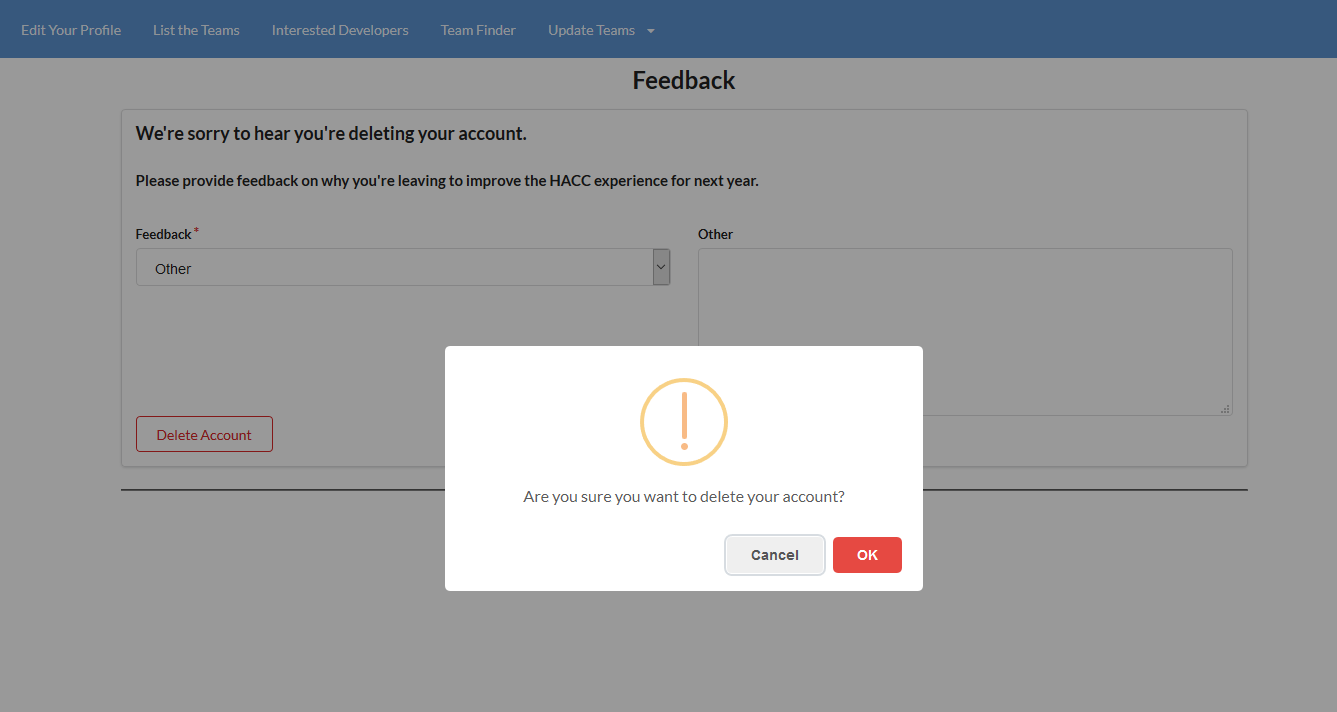 Edit Your Profile List the Teams Interested Developers Team Finder Update Teams
Feedback
We're sorry to hear you're deleting your account.
Please provide feedback on why you're leaving to improve the HACC experience for next year.
Feedback* Other
Other
Delete Account
Are you sure you want to delete your account?
Cancel OK